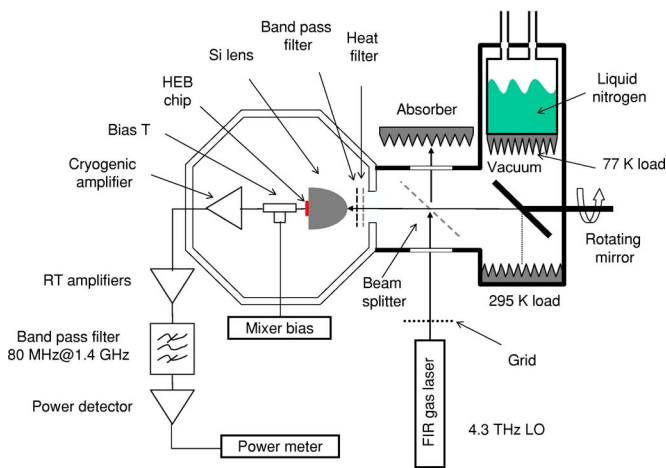 Band pass
filter
Heat
filter
Si lens
HEB
chip
Bias T
Cryogenic
amplifier
Absorber
Liquid
nitrogen
Vacuum
77 K load
Rotating
mirror
Beam
splitter
295 K load
RT amplifiers
Mixer bias
Band pass filter
80 MHz@1.4 GHz
Grid
FIR gas laser
4.3 THz LO
Power detector
Power meter